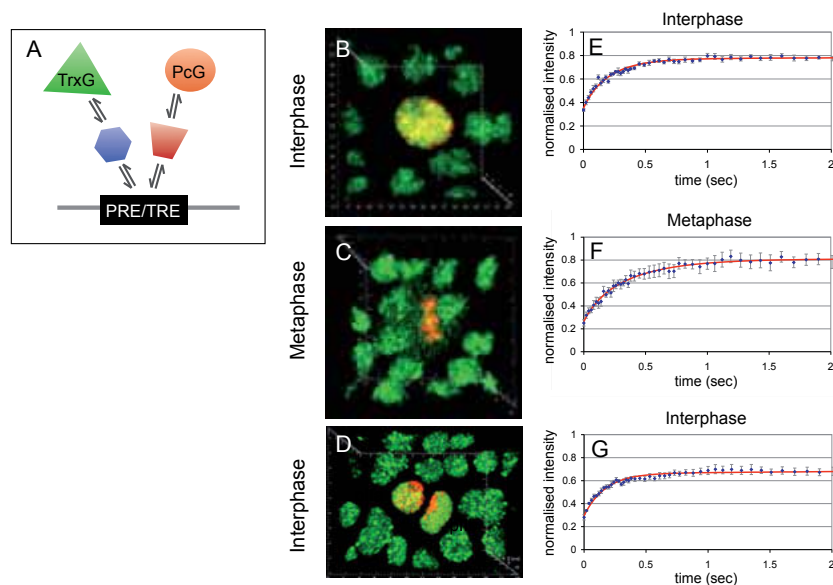 A
TrxG
PcG
PRE/TRE
Interphase
B
Metaphase
C
Interphase
D
Interphase
E
normalised intensity
1
0.8
0.6
0.4
0.2
0
0 0.5 1 1.5 2
time (sec)
Metaphase
F
normalised intensity
1
0.8
0.6
0.4
0.2
0
0 0.5 1 1.5 2
time (sec)
Interphase
G
normalised intensity
1
0.8
0.6
0.4
0.2
0
0 0.5 1 1.5 2
time (sec)